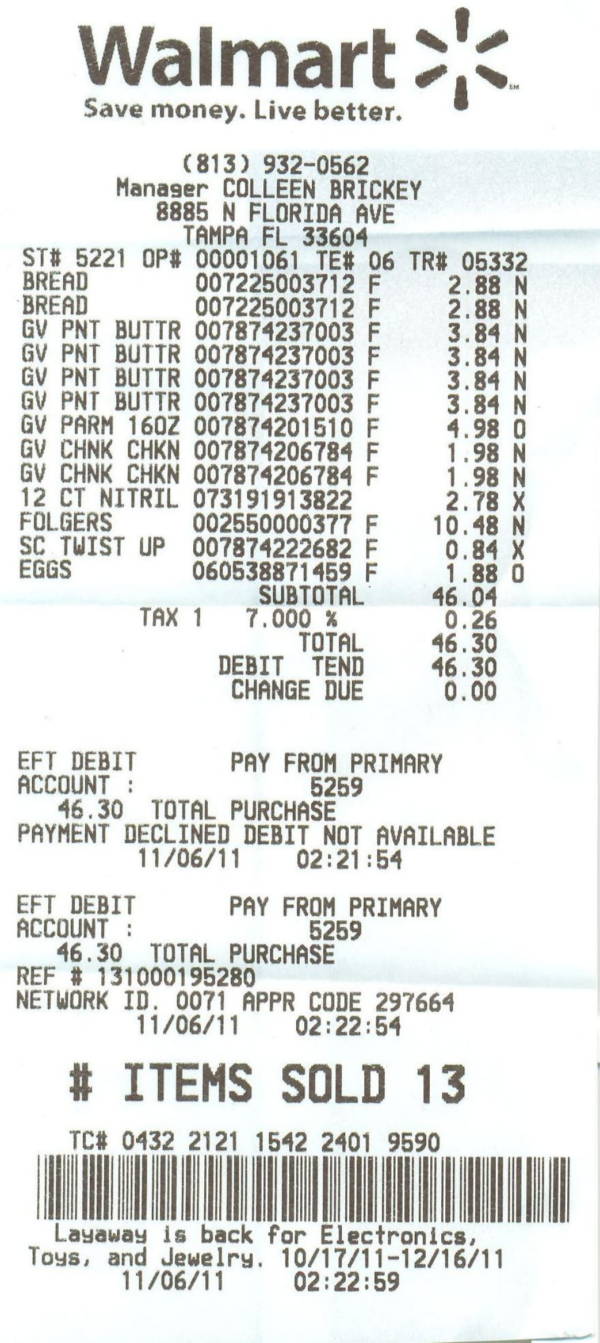 Walmart
SM
Save money. Live better.
(813) 932-0562
Manager COLLEEN BRICKEY
8885 N FLORIDA AVE
TAMPA FL 33604
ST# 5221 OP# 00001061 TE# 06 TR# 05332
BREAD 007225003712 F 2.88 N
BREAD 007225003712 F 2.88 N
GV PNT BUTTR 007874237003 F 3.84 N
GV PNT BUTTR 007874237003 F 3.84 N
GV PNT BUTTR 007874237003 F 3.84 N
GV PNT BUTTR 007874237003 F 3.84 N
GV PARM 16OZ 007874201510 F 4.98 O
GV CHNK CHKN 007874206784 F 1.98 N
GV CHNK CHKN 007874206784 F 1.98 N
12 CT NITRIL 073191913822 2.78 X
FOLGERS 002550000377 F 10.48 N
SC TWIST UP 007874222682 F 0.84 X
EGGS 060538871459 F 1.88 O
SUBTOTAL 46.04
TAX 1 7.000 % 0.26
TOTAL 46.30
DEBIT TEND 46.30
CHANGE DUE 0.00
EFT DEBIT PAY FROM PRIMARY
ACCOUNT : 5259
46.30 TOTAL PURCHASE
PAYMENT DECLINED DEBIT NOT AVAILABLE
11/06/11 02:21:54
EFT DEBIT PAY FROM PRIMARY
ACCOUNT : 5259
46.30 TOTAL PURCHASE
REF # 131000195280
NETWORK ID. 0071 APPR CODE 297664
11/06/11 02:22:54
# ITEMS SOLD 13
TC# 0432 2121 1542 2401 9590
Layaway is back for Electronics,
Toys, and Jewelry. 10/17/11-12/16/11
11/06/11 02:22:59